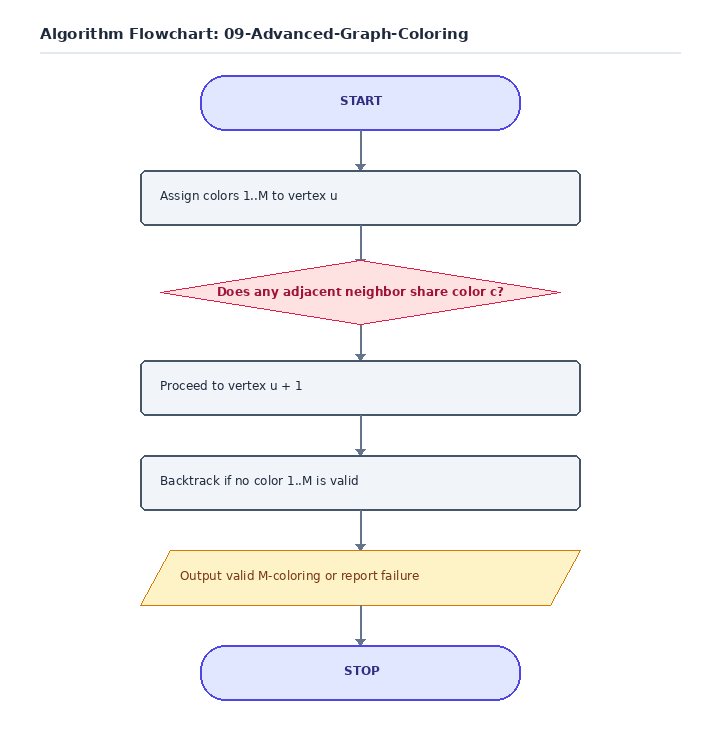 Algorithm Flowchart: 09-Advanced-Graph-Coloring
START
Assign colors 1..M to vertex u
Does any adjacent neighbor share color c?
Proceed to vertex u + 1
Backtrack if no color 1..M is valid
Output valid M-coloring or report failure
STOP